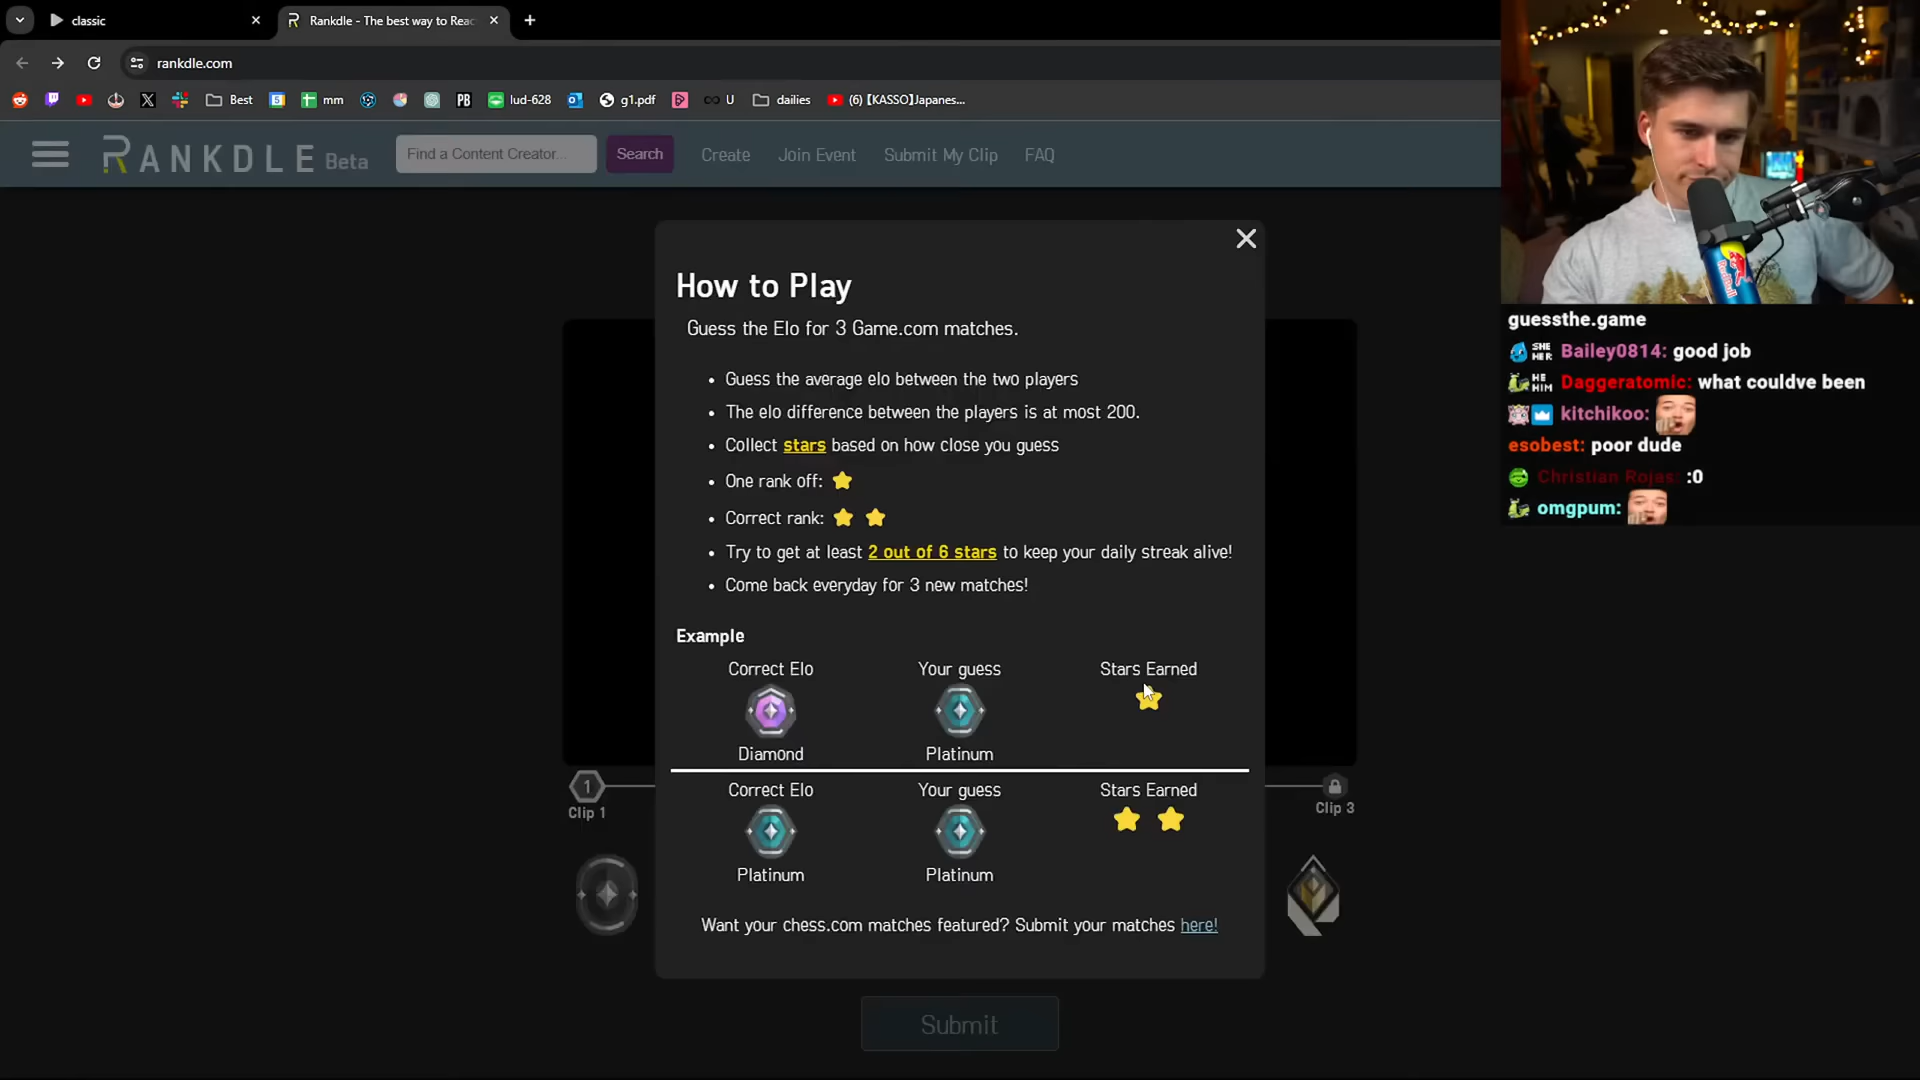 classic
Rankdle - The best way to Reac
rankdle.com
Best
mm
PB
lud-628
g1.pdf
U
dailies
(6) 【KASSO】Japanes...
RANKDLE Beta
Find a Content Creator...
Search
Create
Join Event
Submit My Clip
FAQ
How to Play
Guess the Elo for 3 Game.com matches.
• Guess the average elo between the two players
• The elo difference between the players is at most 200.
• Collect stars based on how close you guess
• One rank off:
• Correct rank:
• Try to get at least 2 out of 6 stars to keep your daily streak alive!
• Come back everyday for 3 new matches!
Example
Correct Elo
Your guess
Stars Earned
Diamond
Platinum
Correct Elo
Your guess
Stars Earned
Platinum
Platinum
Want your chess.com matches featured? Submit your matches here!
1
Clip 1
Clip 3
Submit
guessthe.game
SHE HER Bailey0814: good job
HE HIM Daggeratomic: what couldve been
kitchikoo:
esobest: poor dude
Christian Rojas: :0
omgpum:
RedBull